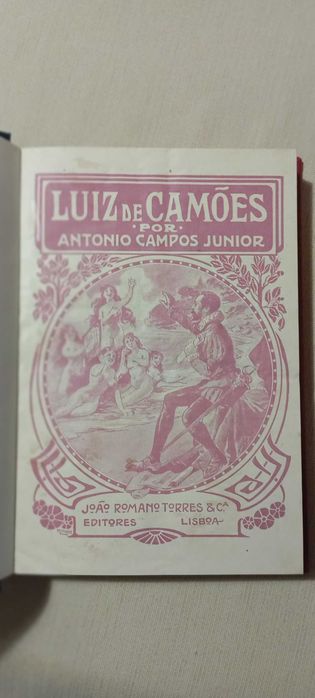 LUIZ DE CAMÕES
· POR ·
ANTONIO CAMPOS JUNIOR
JOÃO ROMANO TORRES & Cᴬ
EDITORES LISBOA